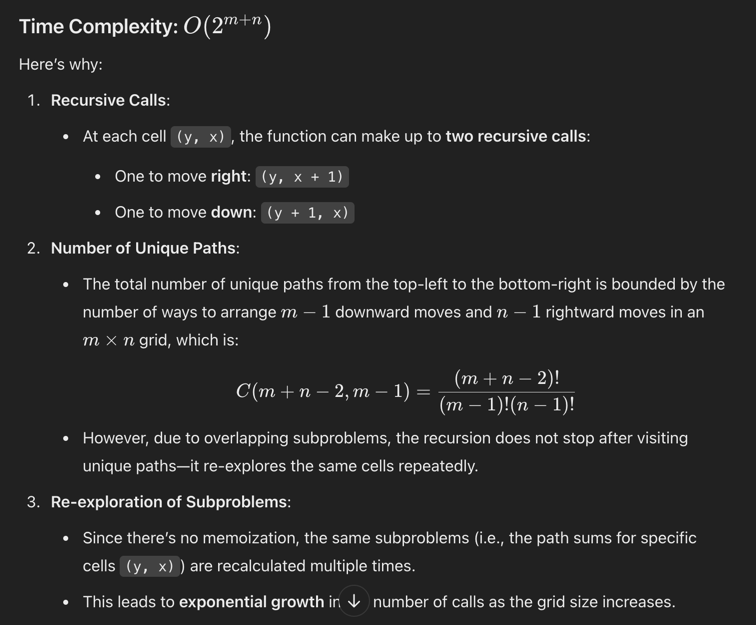 Time Complexity: O(2^{m+n})
Here's why:
1. Recursive Calls:
• At each cell (y, x), the function can make up to two recursive calls:
• One to move right: (y, x + 1)
• One to move down: (y + 1, x)
2. Number of Unique Paths:
• The total number of unique paths from the top-left to the bottom-right is bounded by the
number of ways to arrange m − 1 downward moves and n − 1 rightward moves in an
m × n grid, which is:
C(m + n − 2, m − 1) = (m + n − 2)! / (m − 1)!(n − 1)!
• However, due to overlapping subproblems, the recursion does not stop after visiting
unique paths—it re-explores the same cells repeatedly.
3. Re-exploration of Subproblems:
• Since there's no memoization, the same subproblems (i.e., the path sums for specific
cells (y, x)) are recalculated multiple times.
• This leads to exponential growth number of calls as the grid size increases.